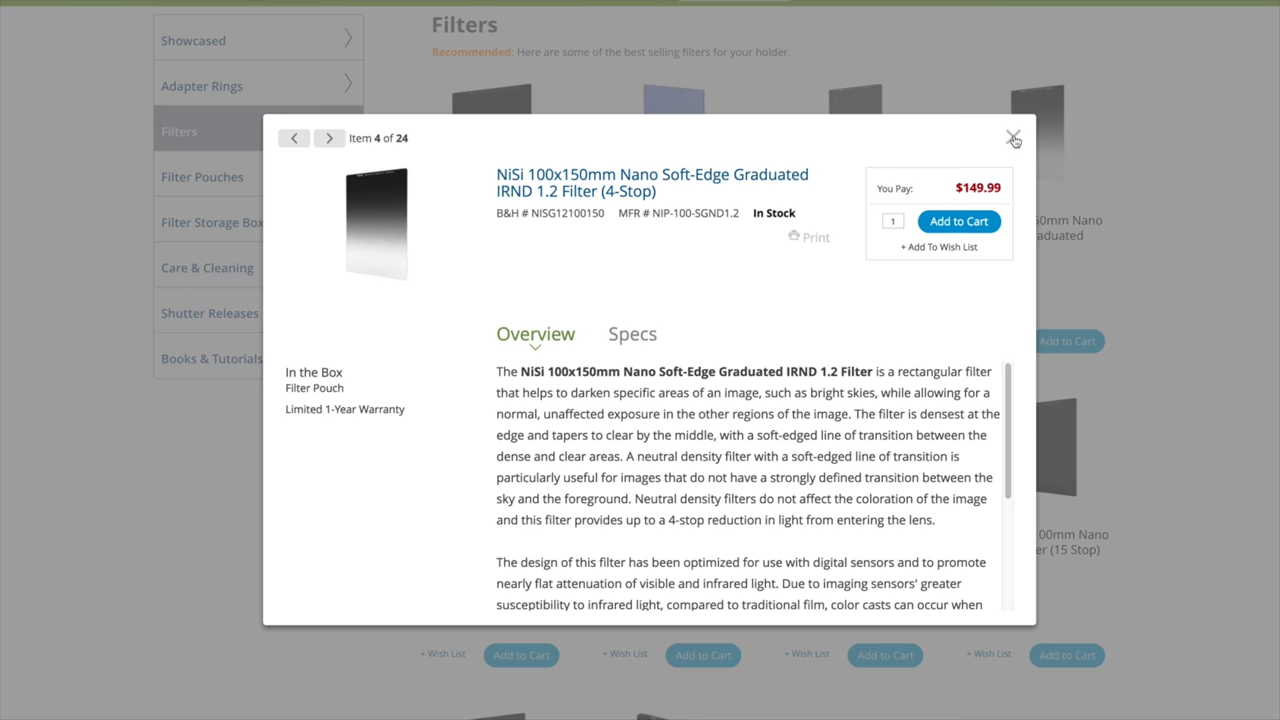 Filters
Recommended: Here are some of the best selling filters for your holder.
Showcased
Adapter Rings
Filters
Filter Pouches
Filter Storage Box
Care & Cleaning
Shutter Releases
Books & Tutorials
Item 4 of 24
NiSi 100x150mm Nano Soft-Edge Graduated
IRND 1.2 Filter (4-Stop)
B&H # NISG12100150 MFR # NIP-100-SGND1.2 In Stock
Print
You Pay: $149.99
1 Add to Cart
+ Add To Wish List
Overview Specs
In the Box
Filter Pouch
Limited 1-Year Warranty
The NiSi 100x150mm Nano Soft-Edge Graduated IRND 1.2 Filter is a rectangular filter
that helps to darken specific areas of an image, such as bright skies, while allowing for a
normal, unaffected exposure in the other regions of the image. The filter is densest at the
edge and tapers to clear by the middle, with a soft-edged line of transition between the
dense and clear areas. A neutral density filter with a soft-edged line of transition is
particularly useful for images that do not have a strongly defined transition between the
sky and the foreground. Neutral density filters do not affect the coloration of the image
and this filter provides up to a 4-stop reduction in light from entering the lens.
The design of this filter has been optimized for use with digital sensors and to promote
nearly flat attenuation of visible and infrared light. Due to imaging sensors' greater
susceptibility to infrared light, compared to traditional film, color casts can occur when
50mm Nano
aduated
Add to Cart
00mm Nano
er (15 Stop)
+ Wish List Add to Cart + Wish List Add to Cart + Wish List Add to Cart + Wish List Add to Cart